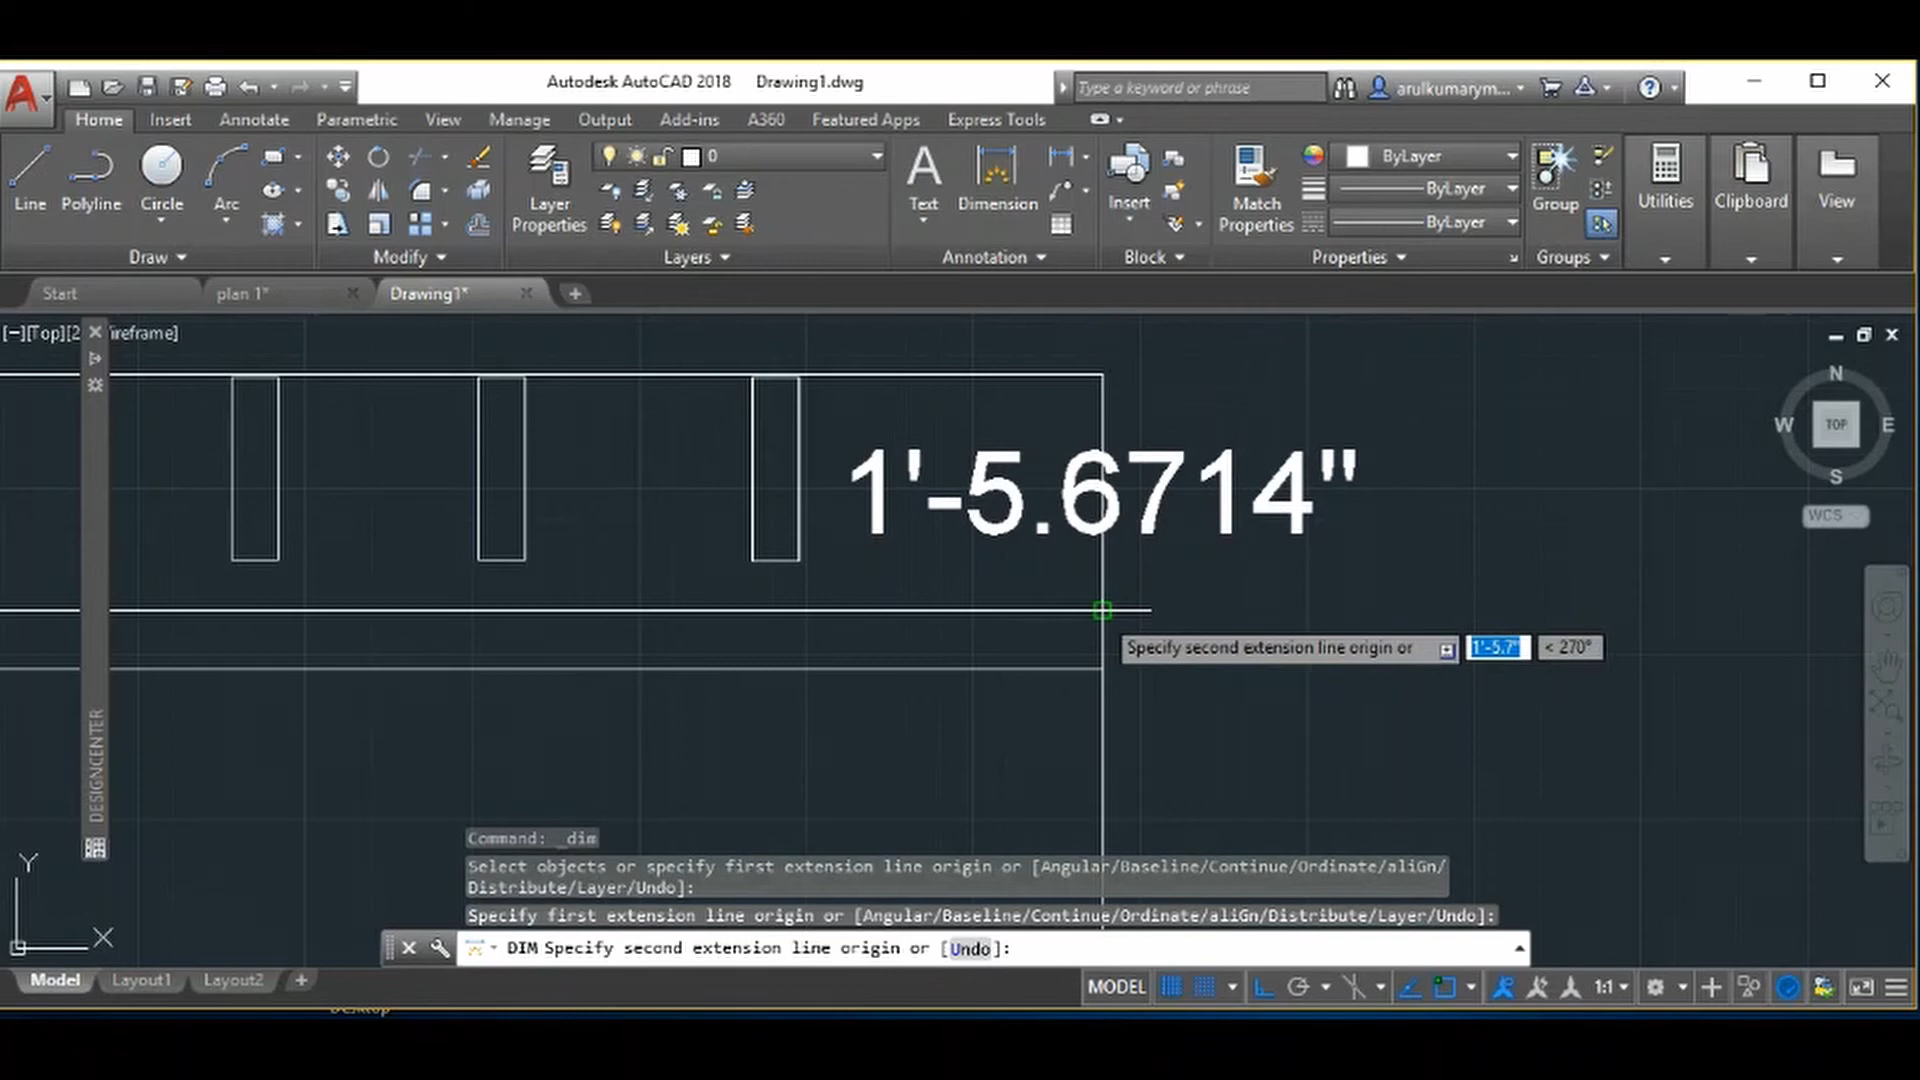 Autodesk AutoCAD 2018 Drawing1.dwg
Type a keyword or phrase
arulkumarym...
Home Insert Annotate Parametric View Manage Output Add-ins A360 Featured Apps Express Tools
0
ByLayer
ByLayer
ByLayer
Line Polyline Circle Arc
Layer Properties
Text Dimension
Insert
Match Properties
Group
Utilities
Clipboard
View
Draw Modify Layers Annotation Block Properties Groups
Start plan 1* Drawing1*
[−][Top][2 ireframe]
N
W TOP E
S
WCS
1'-5.6714"
Specify second extension line origin or 1'-5.7" < 270°
DESIGNCENTER
Y
X
Command: _dim
Select objects or specify first extension line origin or [Angular/Baseline/Continue/Ordinate/aliGn/
Distribute/Layer/Undo]:
Specify first extension line origin or [Angular/Baseline/Continue/Ordinate/aliGn/Distribute/Layer/Undo]:
DIM Specify second extension line origin or [Undo]:
Model Layout1 Layout2
MODEL 1:1
Desktop